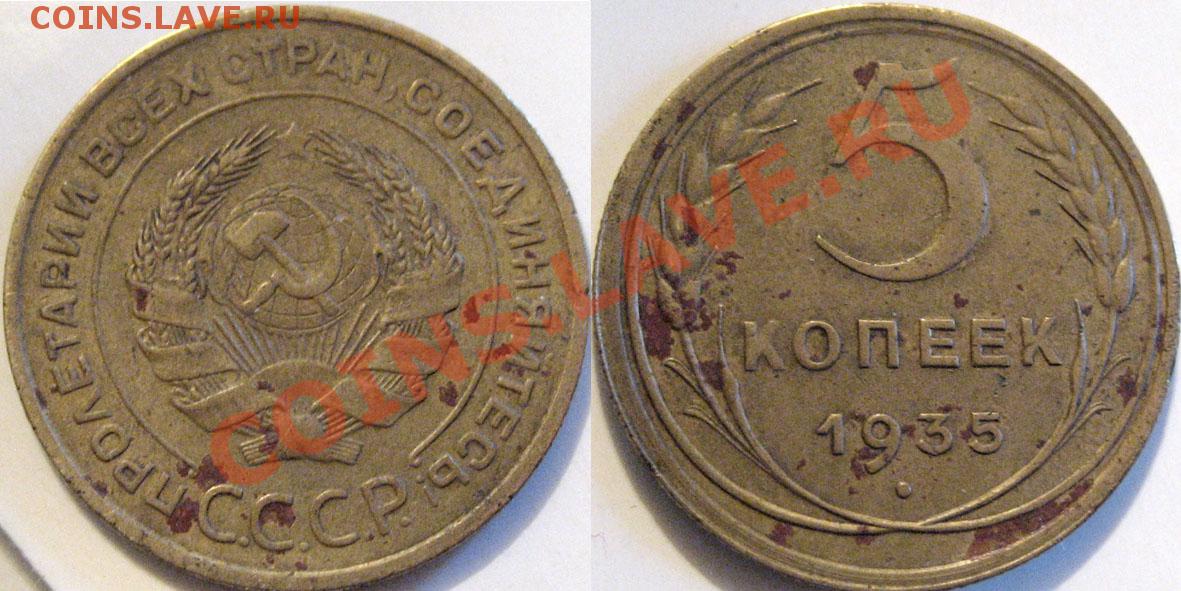 COINS.LAVE.RU
ПРОЛЕТАРИИ ВСЕХ СТРАН, СОЕДИНЯЙТЕСЬ!
С.С.С.Р.
COINS.LAVE.RU
5
КОПЕЕК
1935